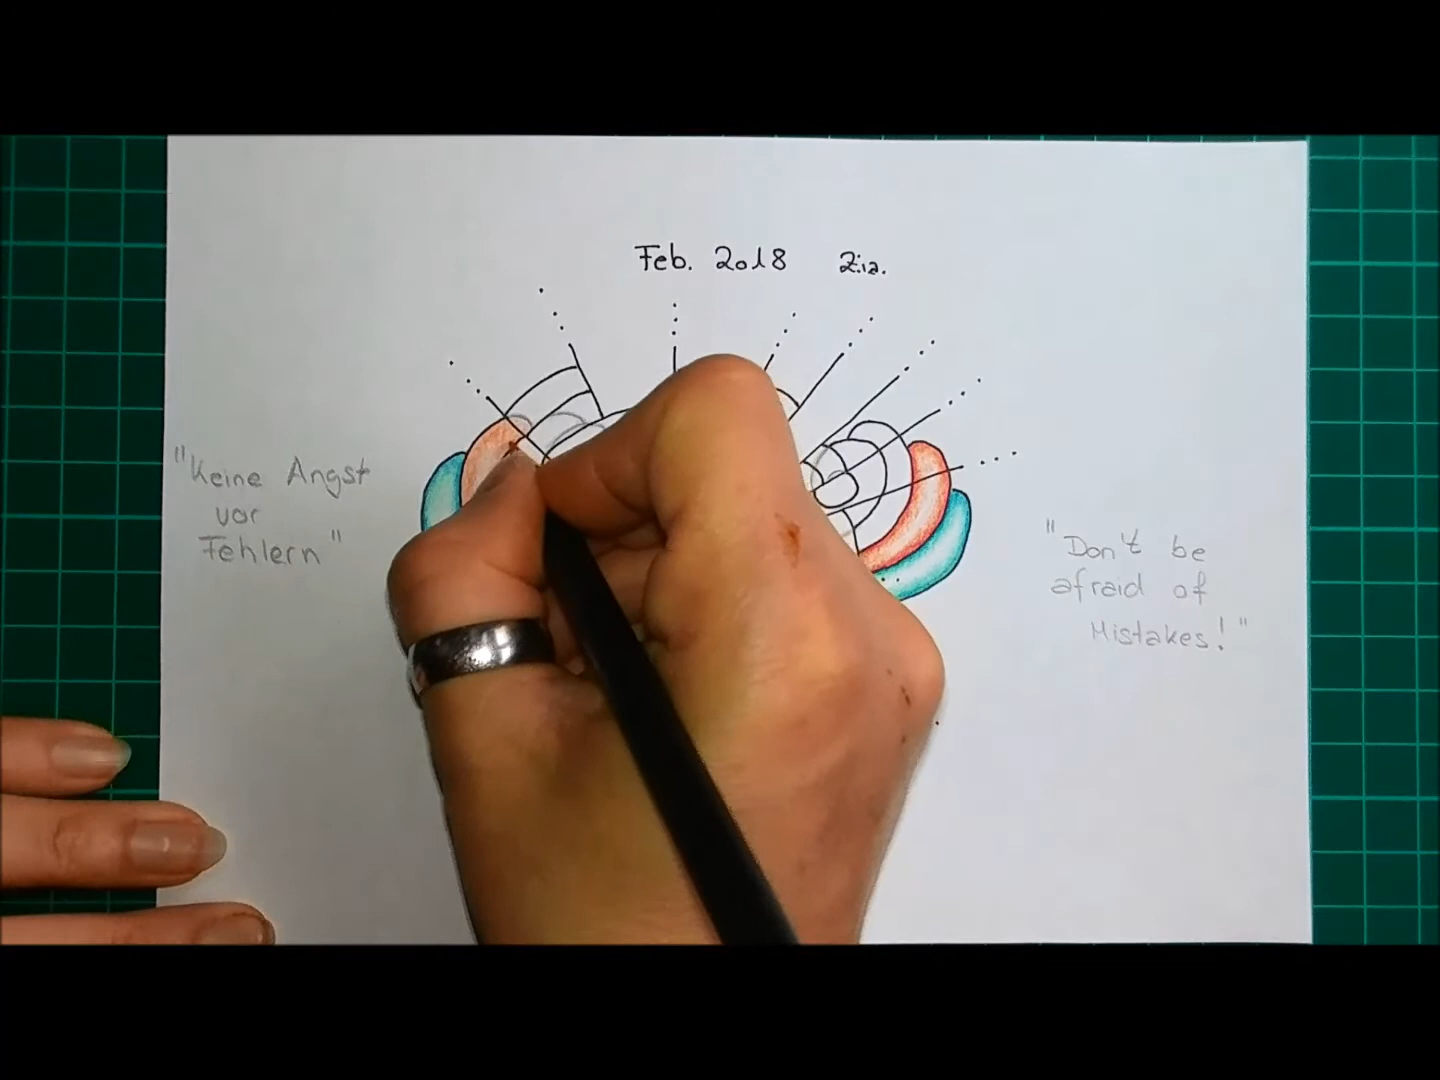 Feb. 2018 Zia.
"Keine Angst
vor
Fehlern"
"Don't be
afraid of
Mistakes!"